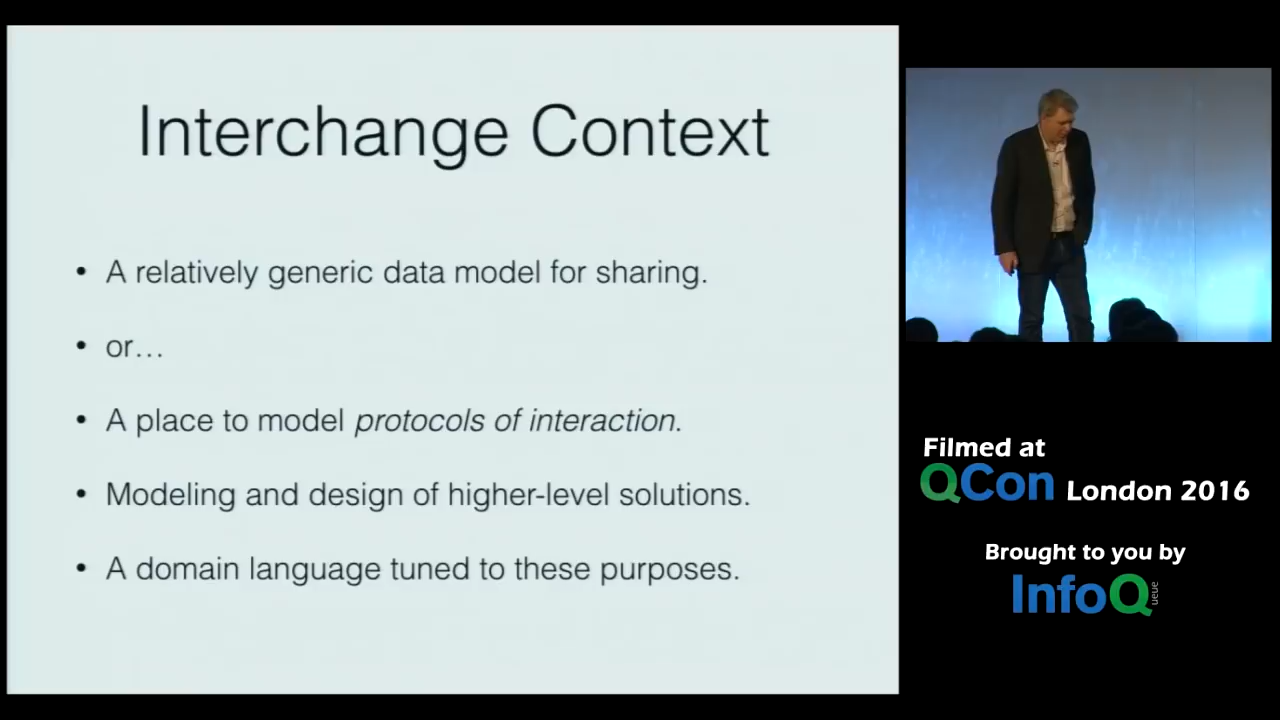 Interchange Context
• A relatively generic data model for sharing.
• or…
• A place to model protocols of interaction.
• Modeling and design of higher-level solutions.
• A domain language tuned to these purposes.
Filmed at
QCon London 2016
Brought to you by
InfoQueue